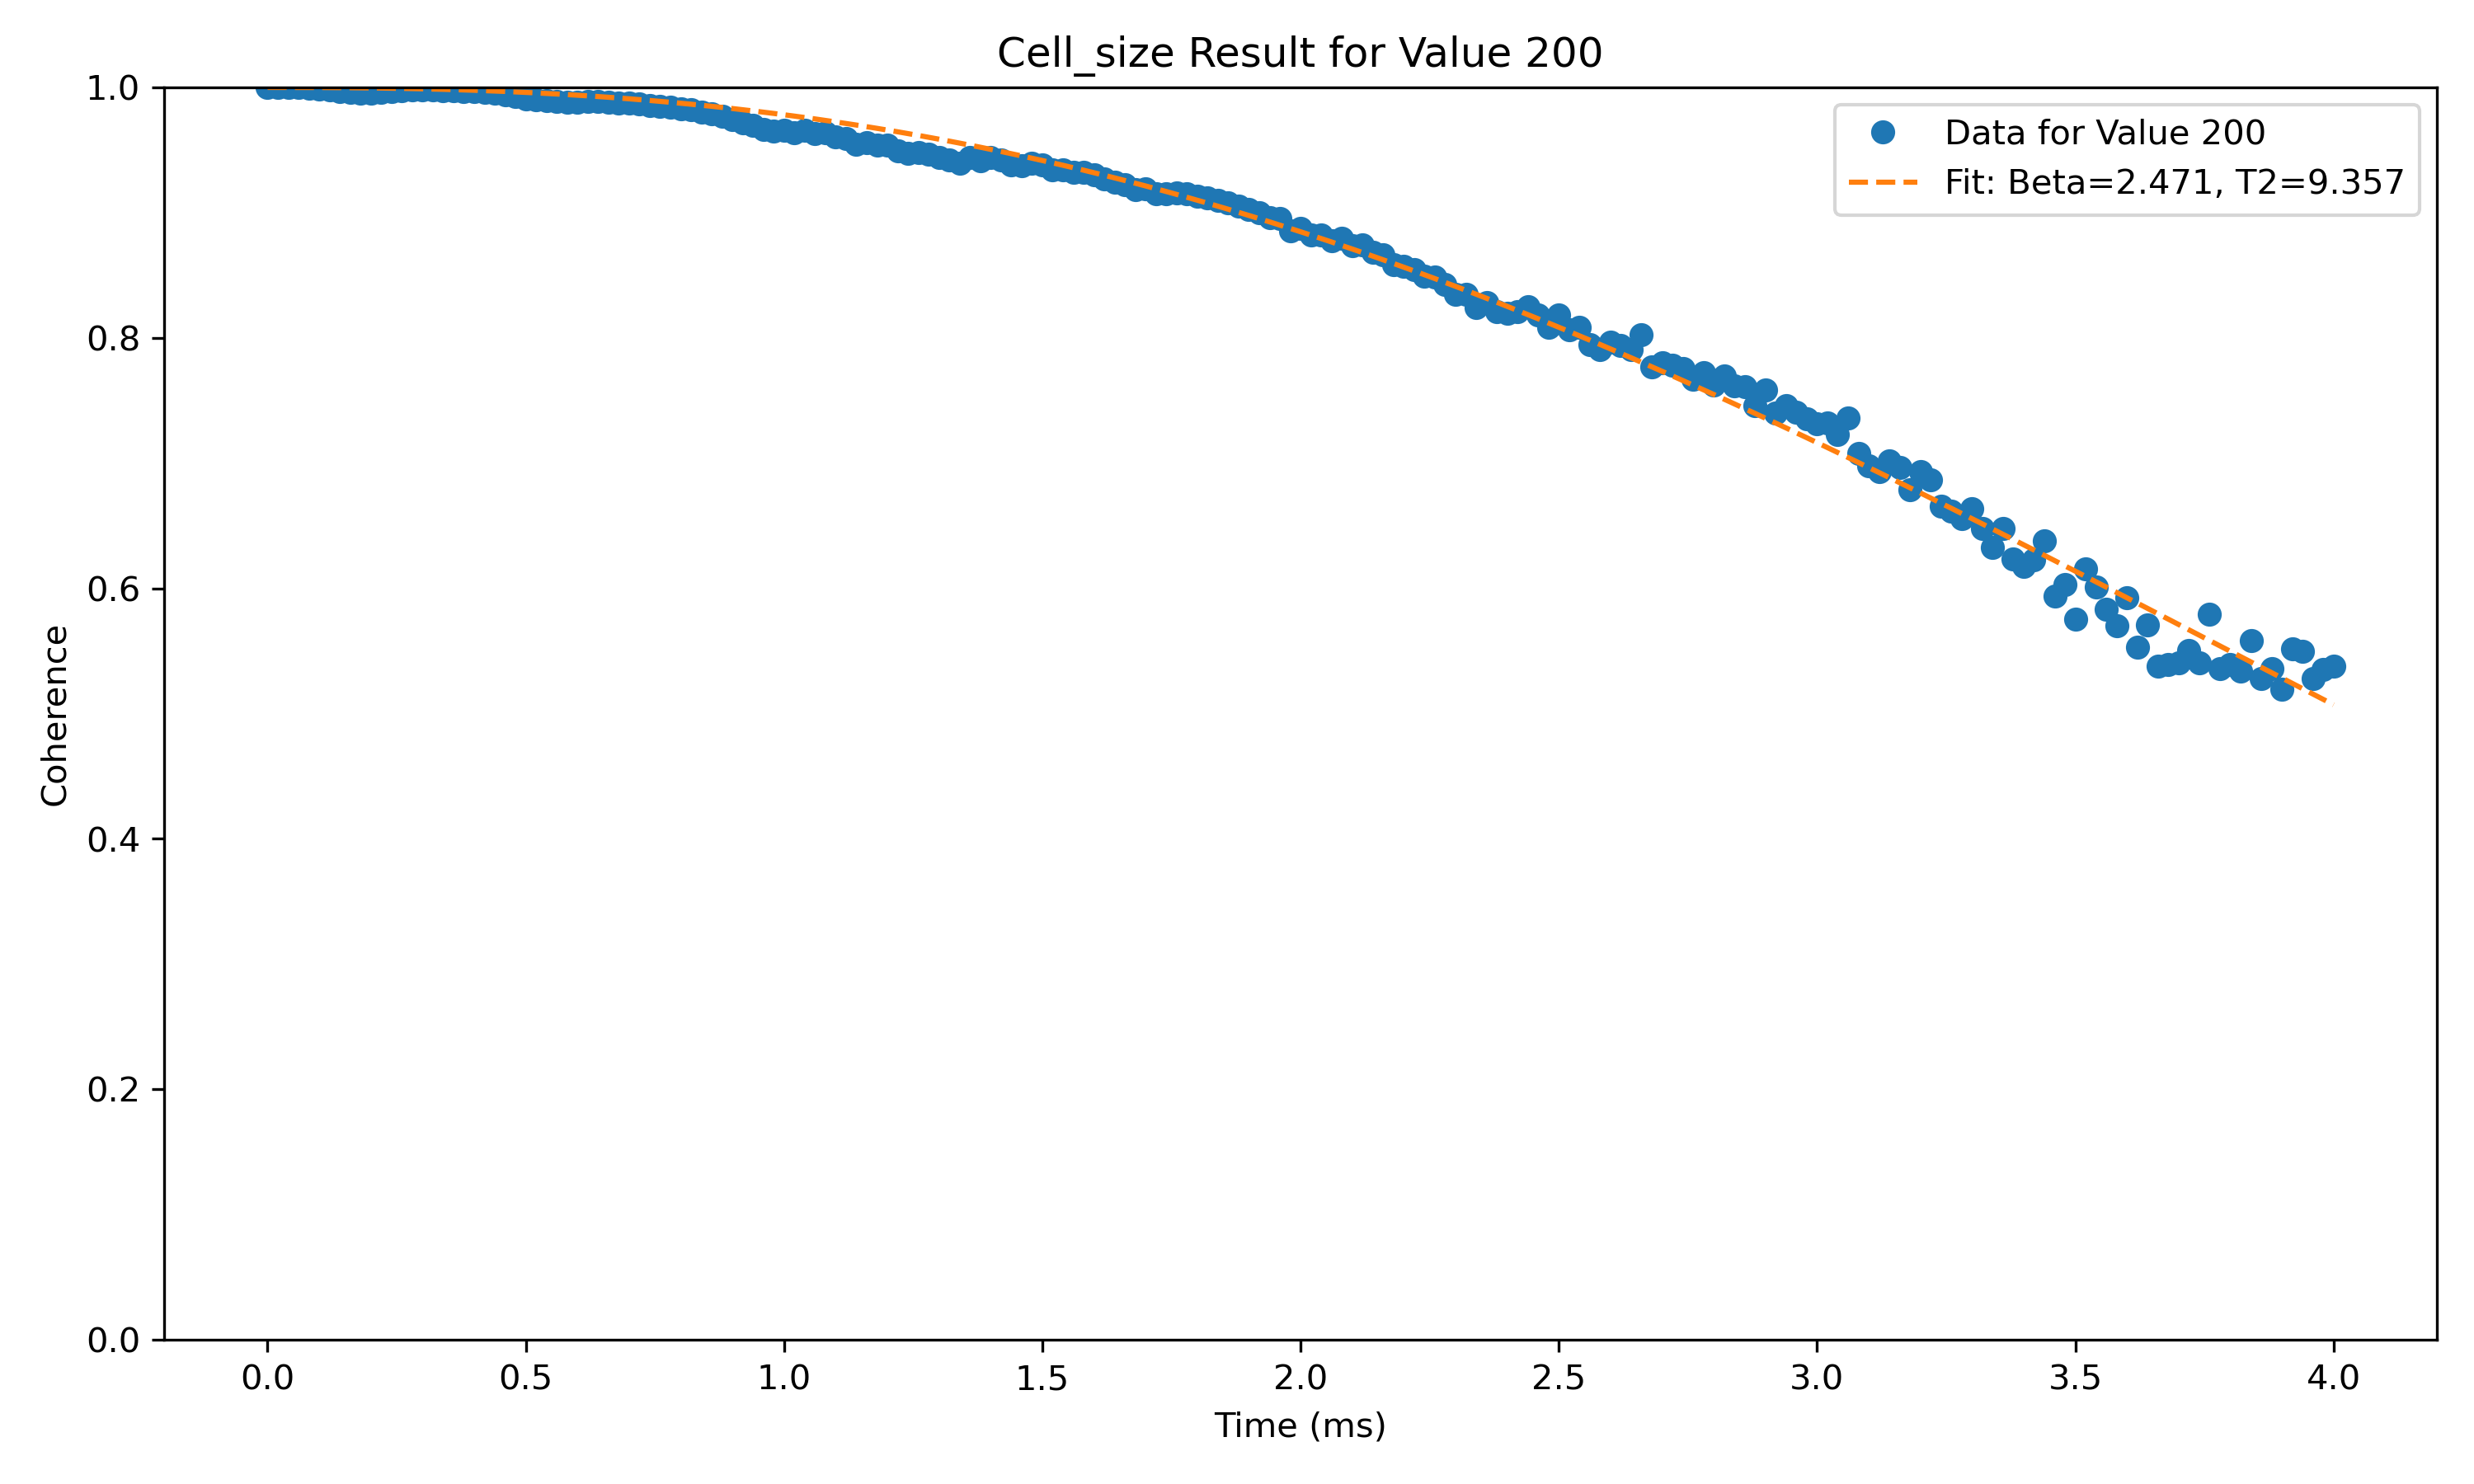 Cell_size Result for Value 200
Data for Value 200
Fit: Beta=2.471, T2=9.357
Coherence
1.0
0.8
0.6
0.4
0.2
0.0
0.0 0.5 1.0 1.5 2.0 2.5 3.0 3.5 4.0
Time (ms)